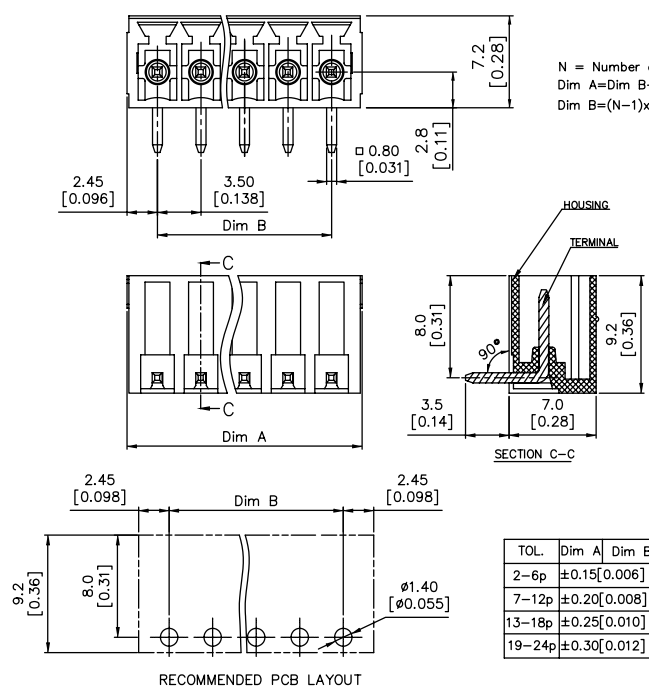 7.2
[0.28]
N = Number
Dim A=Dim B
Dim B=(N-1)x
2.8
[0.11]
□ 0.80
[0.031]
2.45
[0.096]
3.50
[0.138]
Dim B
HOUSING
TERMINAL
C
C
8.0
[0.31]
90°
9.2
[0.36]
Dim A
3.5
[0.14]
7.0
[0.28]
SECTION C-C
2.45
[0.098]
Dim B
2.45
[0.098]
9.2
[0.36]
8.0
[0.31]
ø1.40
[ø0.055]
TOL. Dim A Dim B
2-6p ±0.15[0.006]
7-12p ±0.20[0.008]
13-18p ±0.25[0.010]
19-24p ±0.30[0.012]
RECOMMENDED PCB LAYOUT